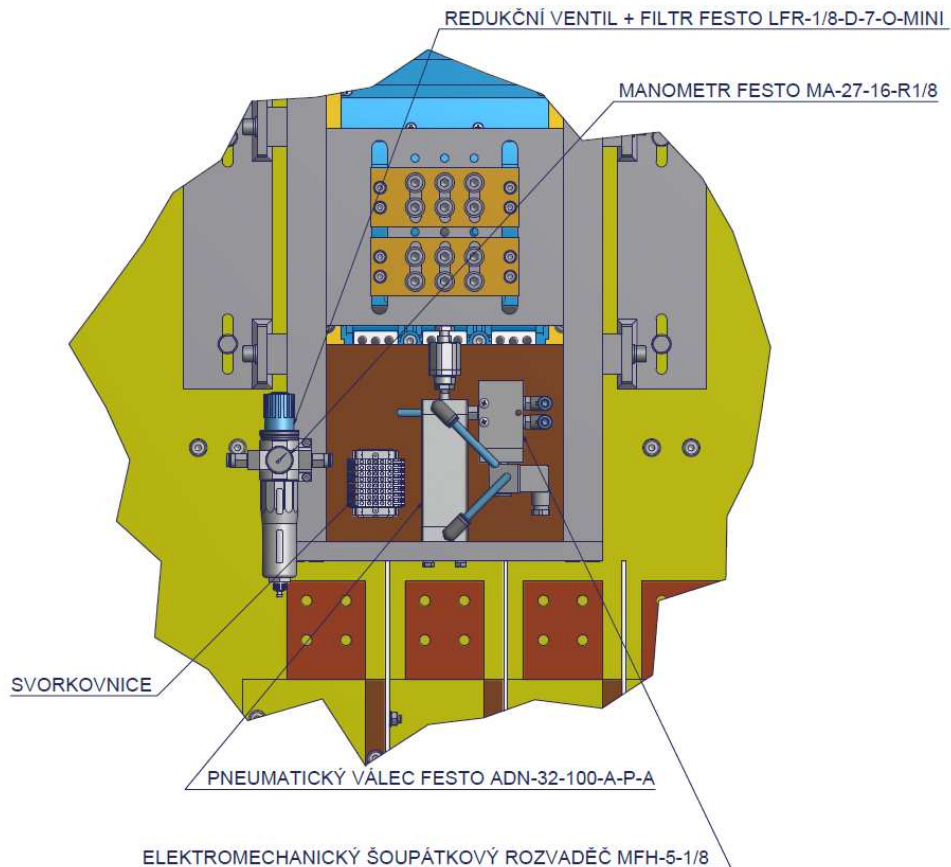 REDUKČNÍ VENTIL + FILTR FESTO LFR-1/8-D-7-O-MINI
MANOMETR FESTO MA-27-16-R1/8
SVORKOVNICE
PNEUMATICKÝ VÁLEC FESTO ADN-32-100-A-P-A
ELEKTROMECHANICKÝ ŠOUPÁTKOVÝ ROZVADĚČ MFH-5-1/8